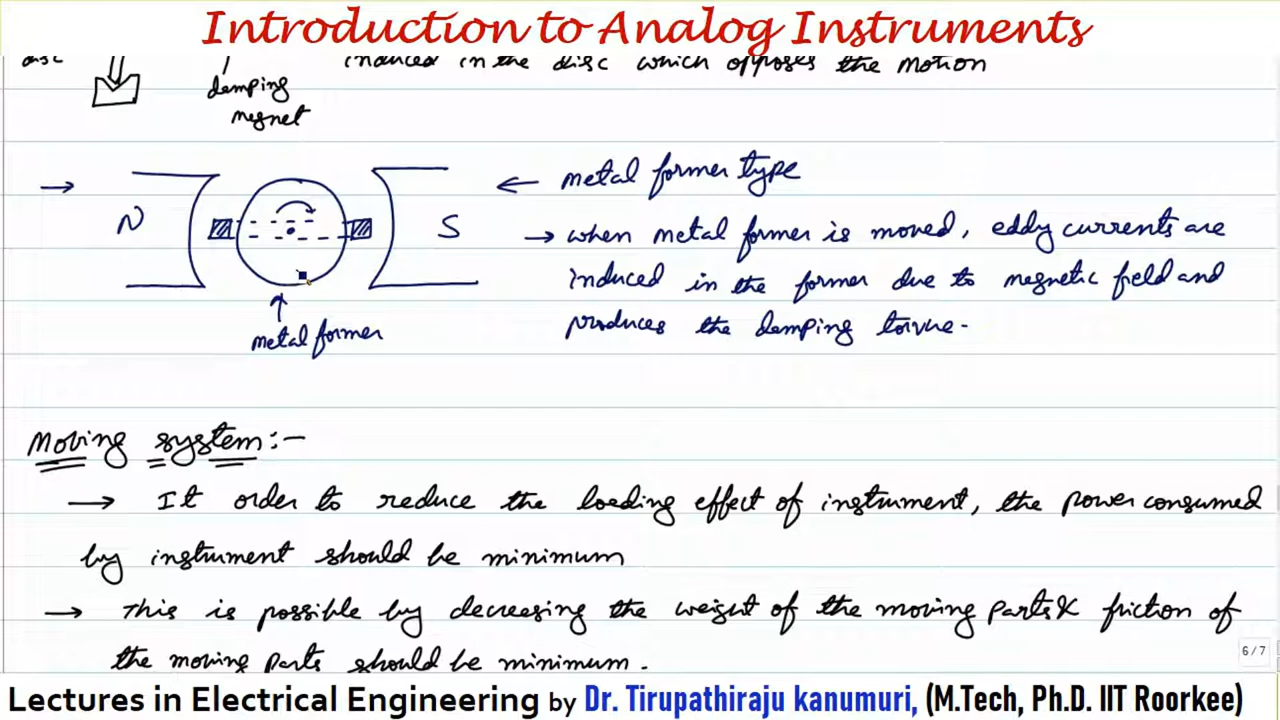 Introduction to Analog Instruments
disc
induced in the disc which opposes the motion
damping
magnet
N
S
metal former
← metal former type
→ when metal former is moved, eddy currents are
induced in the former due to magnetic field and
produces the damping torque.
Moving system:-
→ It order to reduce the loading effect of instrument, the power consumed
by instrument should be minimum
→ This is possible by decreasing the weight of the moving parts & friction of
the moving parts should be minimum.
6 / 7
Lectures in Electrical Engineering by Dr. Tirupathiraju kanumuri, (M.Tech, Ph.D. IIT Roorkee)